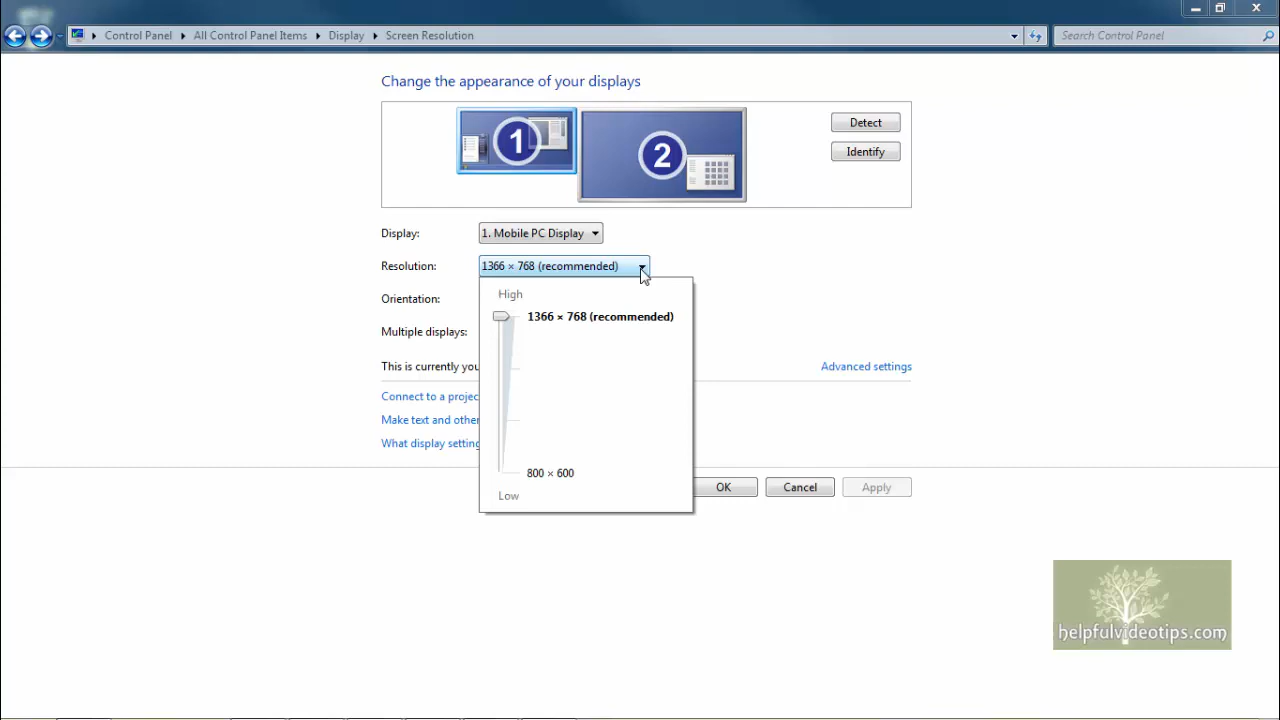 Control Panel All Control Panel Items Display Screen Resolution Search Control Panel
Change the appearance of your displays
1
2
Detect
Identify
Display: 1. Mobile PC Display
Resolution: 1366 × 768 (recommended)
High
Orientation:
1366 × 768 (recommended)
Multiple displays:
This is currently you
Advanced settings
Connect to a projec
Make text and other
What display setting
800 × 600
Low
OK Cancel Apply
helpfulvideotips.com